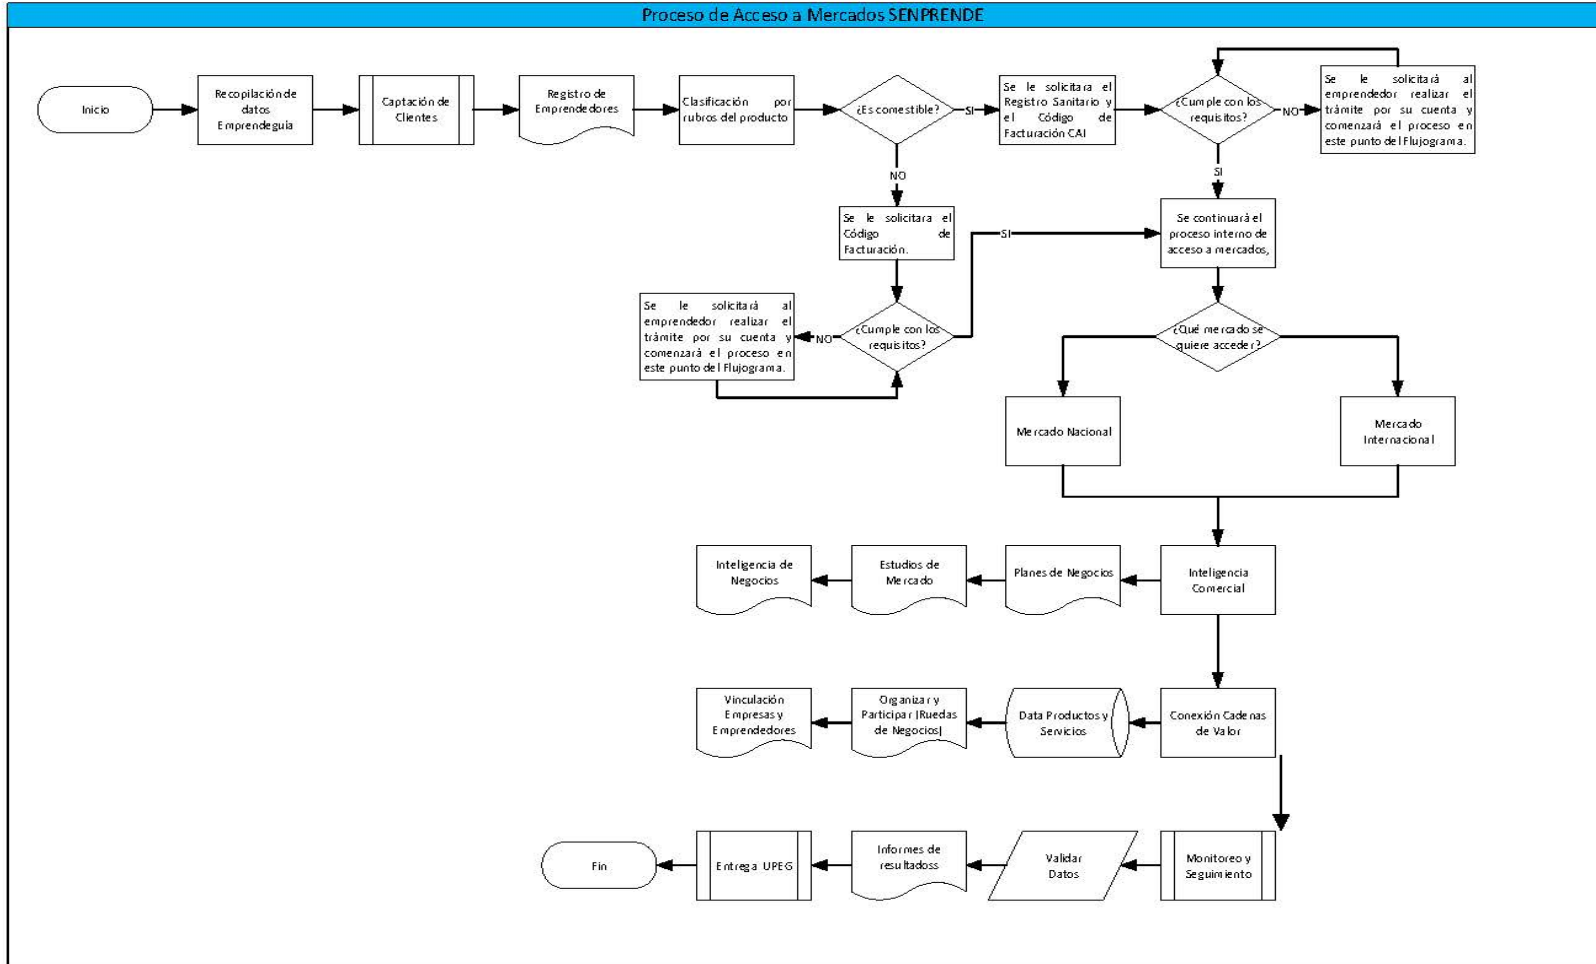 Proceso de Acceso a Mercados SENPRENDE
Inicio
Recopilación de
datos
Emprendeguía
Captación de
Clientes
Registro de
Emprendedores
Clasificación por
rubros del producto
¿Es comestible?
SI
Se le solicitara el
Registro Sanitario y
el Código de
Facturación CAI
¿Cumple con los
requisitos?
NO
Se le solicitará al
emprendedor realizar el
trámite por su cuenta y
comenzará el proceso en
este punto del Flujograma.
NO
SI
Se le solicitara el
Código de
Facturación.
SI
Se continuará el
proceso interno de
acceso a mercados,
Se le solicitará al
emprendedor realizar el
trámite por su cuenta y
comenzará el proceso en
este punto del Flujograma.
NO
¿Cumple con los
requisitos?
¿Qué mercado se
quiere acceder?
Mercado Nacional
Mercado
Internacional
Inteligencia de
Negocios
Estudios de
Mercado
Planes de Negocios
Inteligencia
Comercial
Vinculación
Empresas y
Emprendedores
Organizar y
Participar (Ruedas
de Negocios)
Data Productos y
Servicios
Conexión Cadenas
de Valor
Fin
Entrega UPEG
Informes de
resultadoss
Validar
Datos
Monitoreo y
Seguimiento